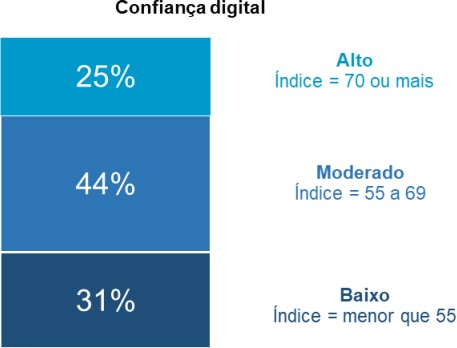 Confiança digital
25%
Alto
Índice = 70 ou mais
44%
Moderado
Índice = 55 a 69
31%
Baixo
Índice = menor que 55